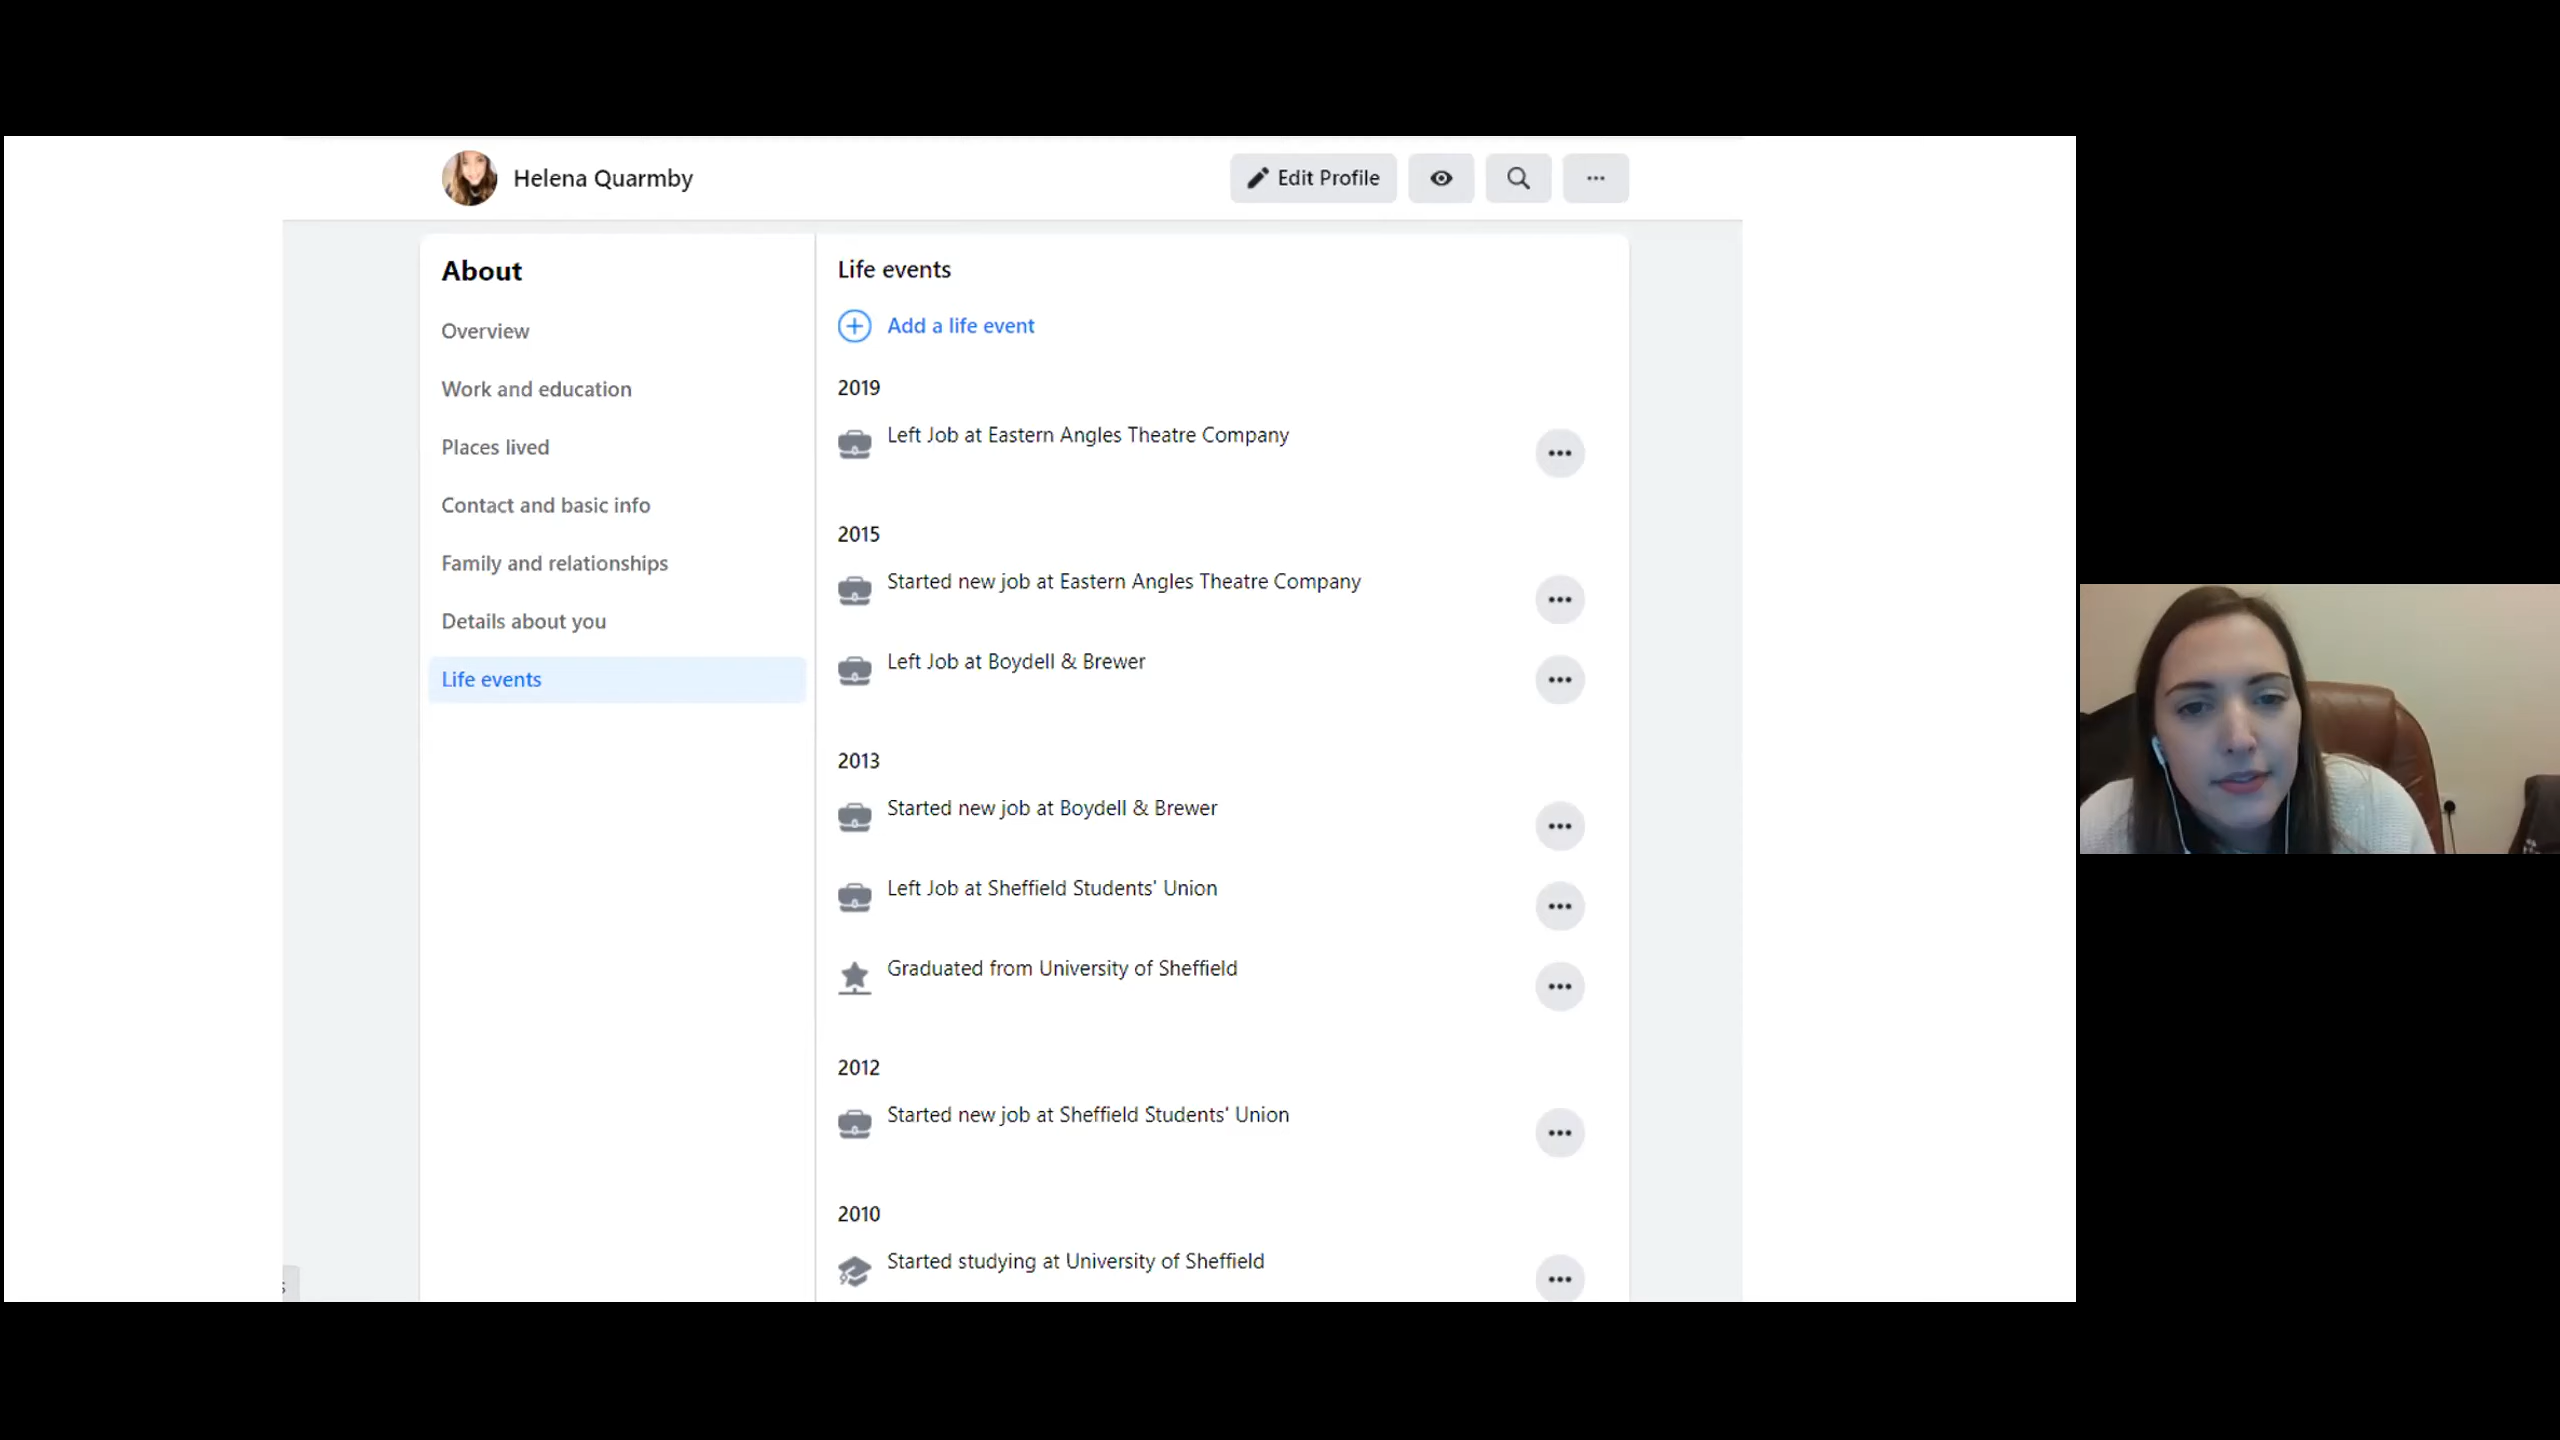 Helena Quarmby
Edit Profile
About
Overview
Work and education
Places lived
Contact and basic info
Family and relationships
Details about you
Life events
Life events
Add a life event
2019
Left Job at Eastern Angles Theatre Company
2015
Started new job at Eastern Angles Theatre Company
Left Job at Boydell & Brewer
2013
Started new job at Boydell & Brewer
Left Job at Sheffield Students' Union
Graduated from University of Sheffield
2012
Started new job at Sheffield Students' Union
2010
Started studying at University of Sheffield